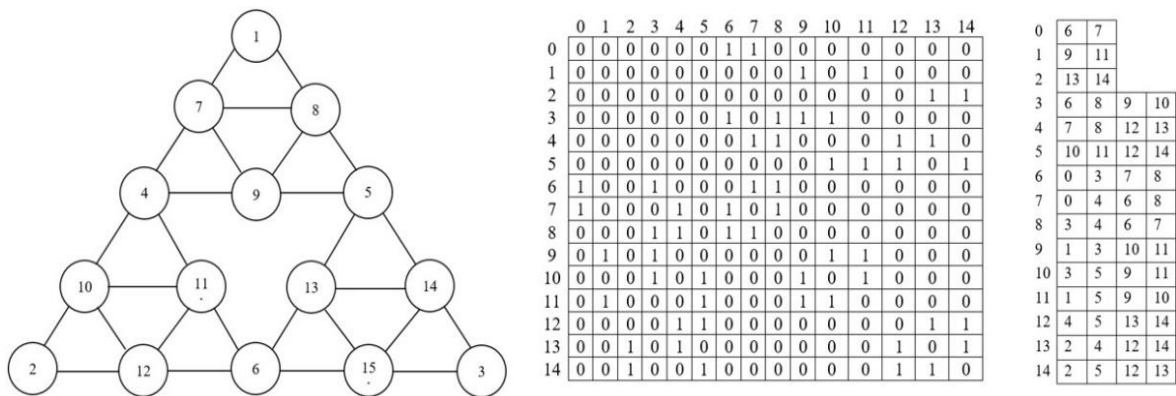 1
7 8
4 9 5
10 11 13 14
2 12 6 15 3
0 1 2 3 4 5 6 7 8 9 10 11 12 13 14
0 0 0 0 0 0 0 1 1 0 0 0 0 0 0 0
1 0 0 0 0 0 0 0 0 0 1 0 1 0 0 0
2 0 0 0 0 0 0 0 0 0 0 0 0 0 1 1
3 0 0 0 0 0 0 1 0 1 1 1 0 0 0 0
4 0 0 0 0 0 0 0 1 1 0 0 0 1 1 0
5 0 0 0 0 0 0 0 0 0 0 1 1 1 0 1
6 1 0 0 1 0 0 0 1 1 0 0 0 0 0 0
7 1 0 0 0 1 0 1 0 1 0 0 0 0 0 0
8 0 0 0 1 1 0 1 1 0 0 0 0 0 0 0
9 0 1 0 1 0 0 0 0 0 0 1 1 0 0 0
10 0 0 0 1 0 1 0 0 0 1 0 1 0 0 0
11 0 1 0 0 0 1 0 0 0 1 1 0 0 0 0
12 0 0 0 0 1 1 0 0 0 0 0 0 0 1 1
13 0 0 1 0 1 0 0 0 0 0 0 0 1 0 1
14 0 0 1 0 0 1 0 0 0 0 0 0 1 1 0
0 6 7
1 9 11
2 13 14
3 6 8 9 10
4 7 8 12 13
5 10 11 12 14
6 0 3 7 8
7 0 4 6 8
8 3 4 6 7
9 1 3 10 11
10 3 5 9 11
11 1 5 9 10
12 4 5 13 14
13 2 4 12 14
14 2 5 12 13